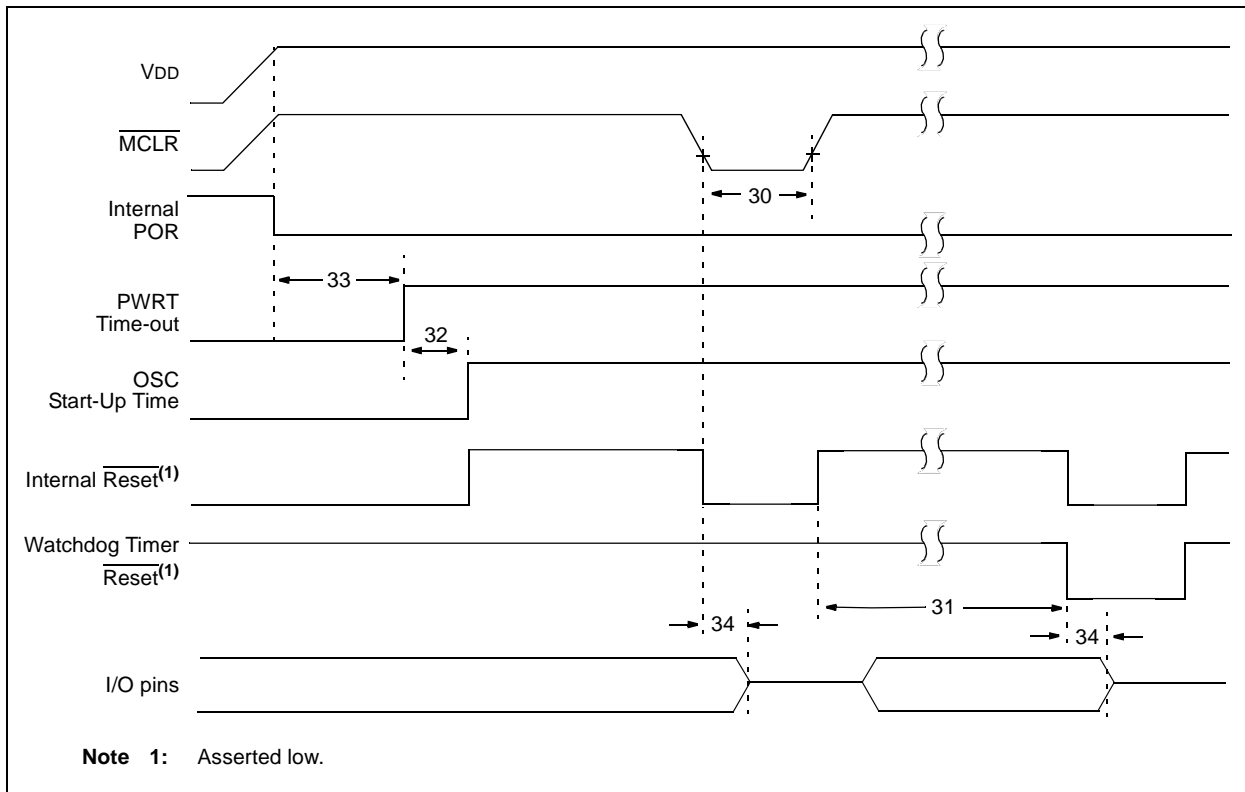 VDD
MCLR
30
Internal
POR
33
PWRT
Time-out
32
OSC
Start-Up Time
Internal Reset(1)
Watchdog Timer
Reset(1)
31
34
34
I/O pins
Note 1: Asserted low.